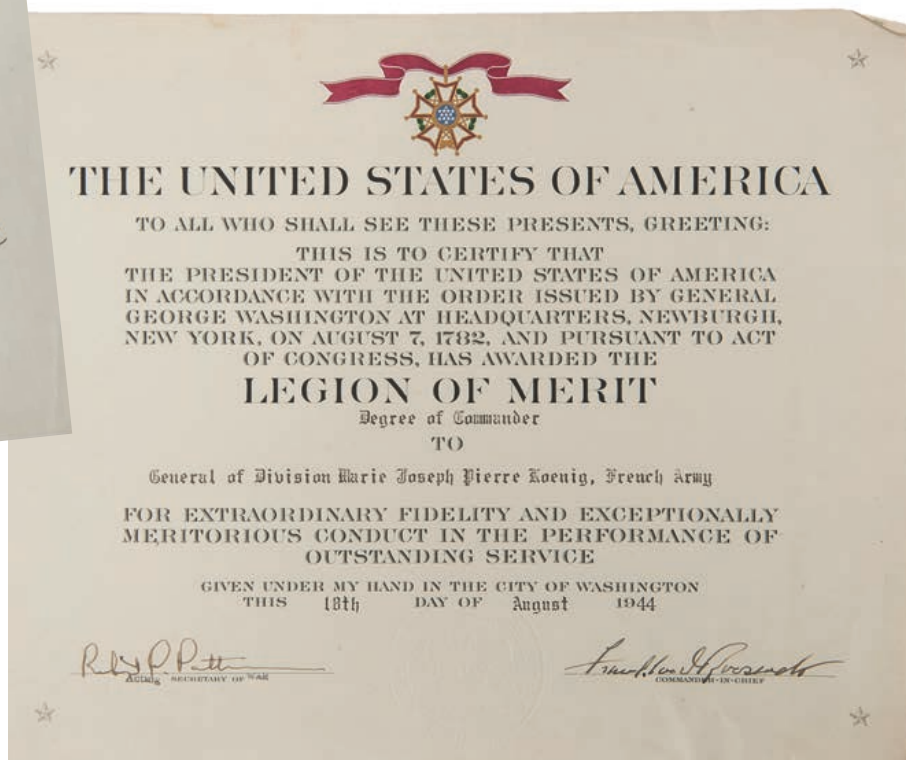 THE UNITED STATES OF AMERICA
TO ALL WHO SHALL SEE THESE PRESENTS, GREETING:
THIS IS TO CERTIFY THAT
THE PRESIDENT OF THE UNITED STATES OF AMERICA
IN ACCORDANCE WITH THE ORDER ISSUED BY GENERAL
GEORGE WASHINGTON AT HEADQUARTERS, NEWBURGH,
NEW YORK, ON AUGUST 7, 1782, AND PURSUANT TO ACT
OF CONGRESS, HAS AWARDED THE
LEGION OF MERIT
Degree of Commander
TO
General of Division Marie Joseph Pierre Koenig, French Army
FOR EXTRAORDINARY FIDELITY AND EXCEPTIONALLY
MERITORIOUS CONDUCT IN THE PERFORMANCE OF
OUTSTANDING SERVICE
GIVEN UNDER MY HAND IN THE CITY OF WASHINGTON
THIS 18th DAY OF August 1944
Robert P. Patterson Franklin D Roosevelt
Acting SECRETARY OF WAR COMMANDER-IN-CHIEF